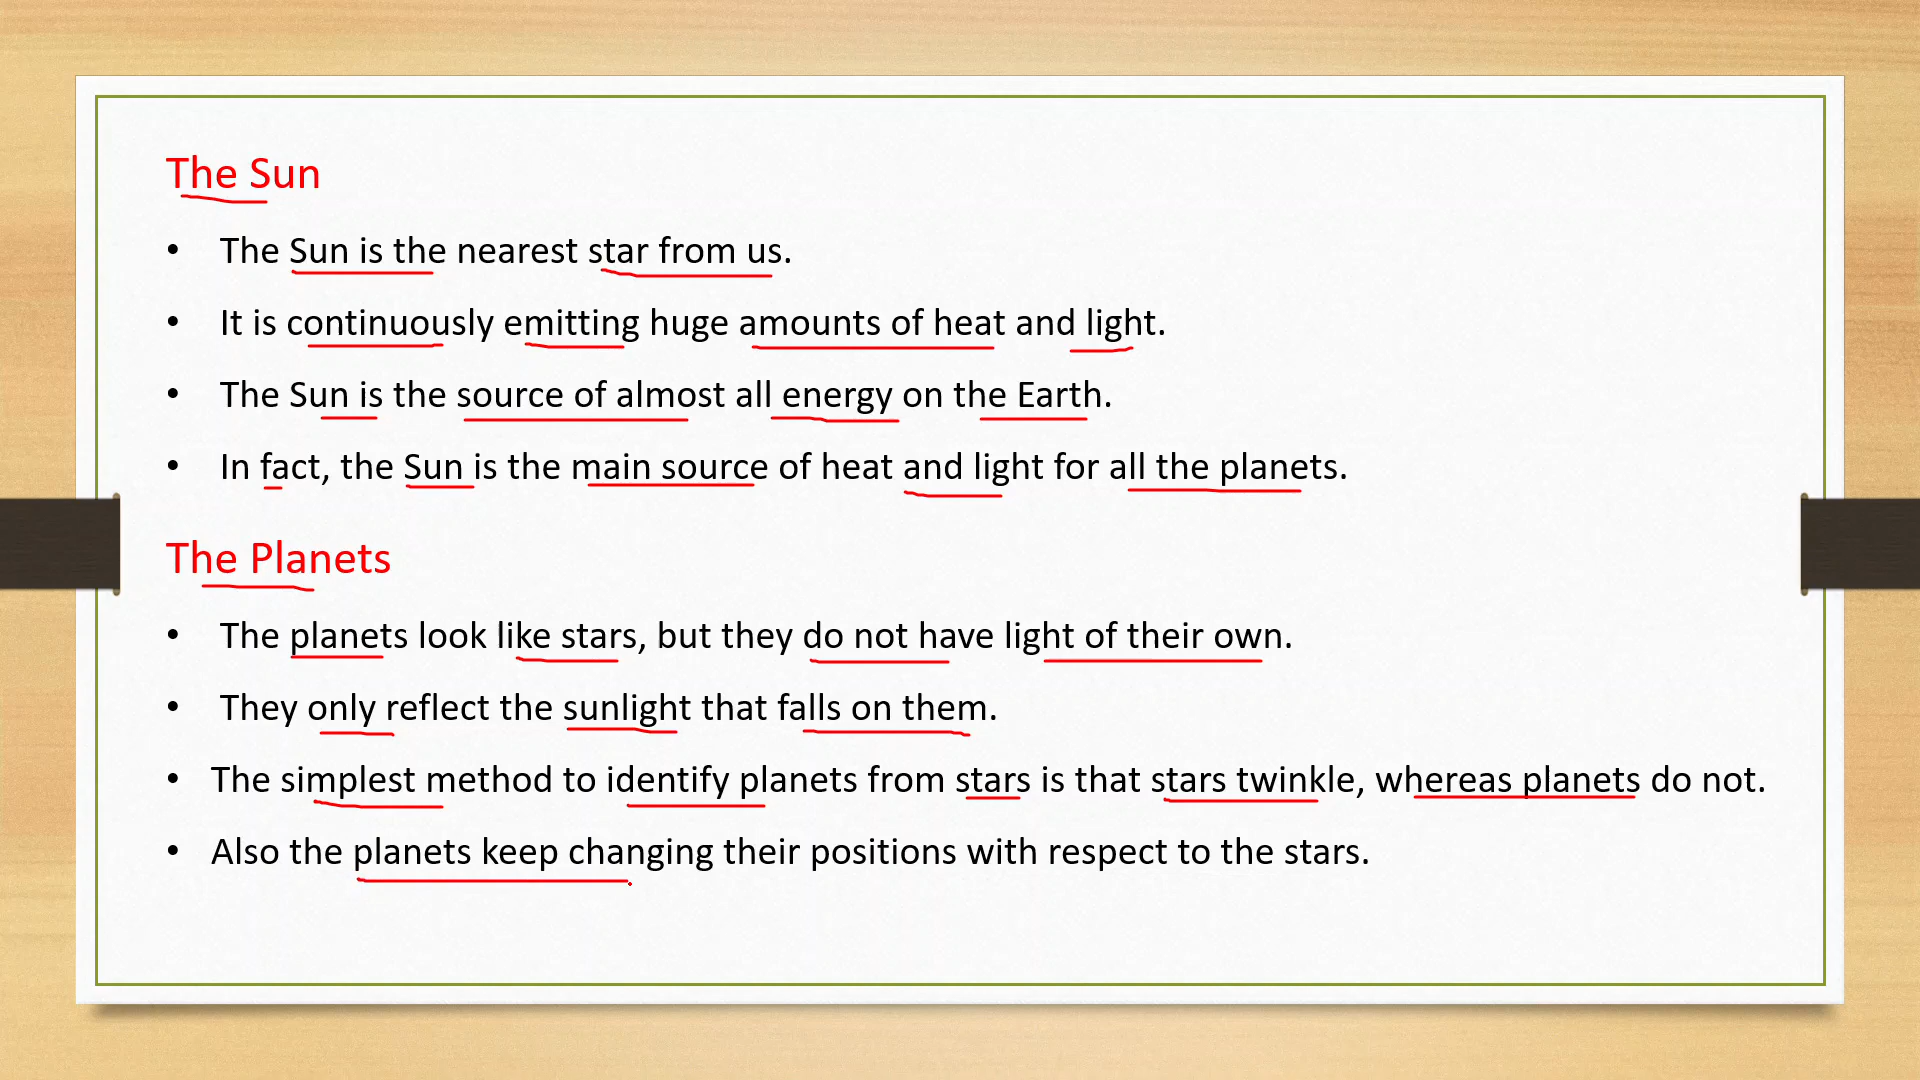 The Sun
• The Sun is the nearest star from us.
• It is continuously emitting huge amounts of heat and light.
• The Sun is the source of almost all energy on the Earth.
• In fact, the Sun is the main source of heat and light for all the planets.
The Planets
• The planets look like stars, but they do not have light of their own.
• They only reflect the sunlight that falls on them.
• The simplest method to identify planets from stars is that stars twinkle, whereas planets do not.
• Also the planets keep changing their positions with respect to the stars.